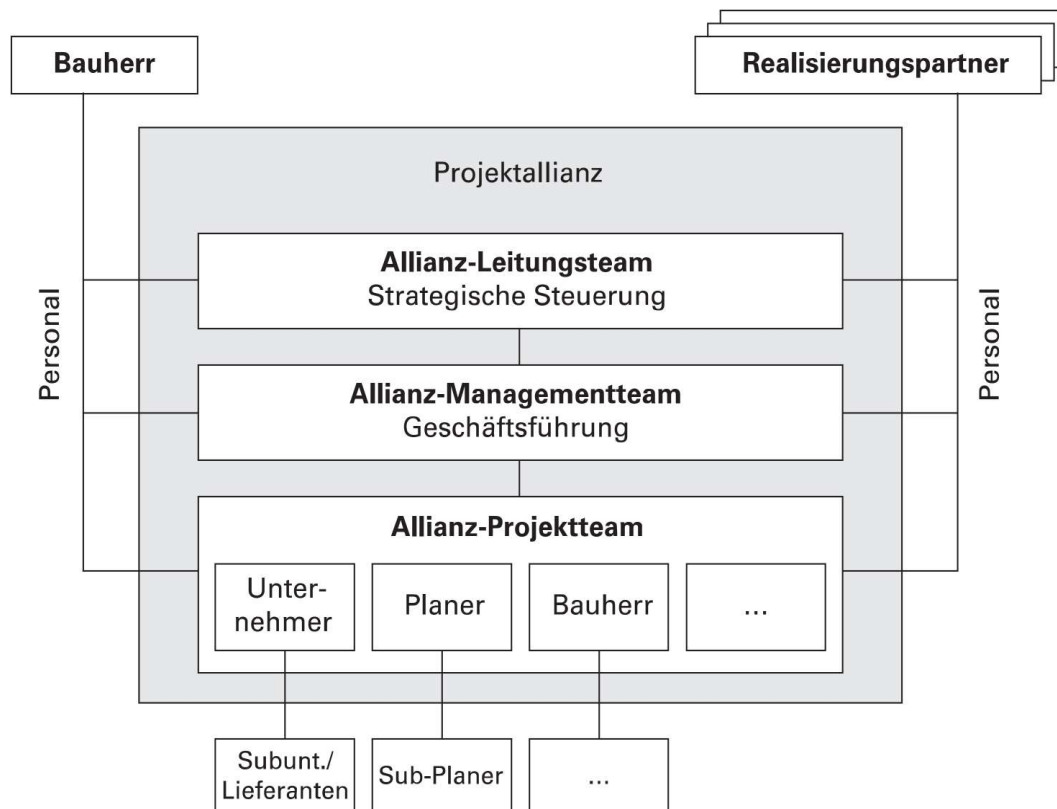 Bauherr
Realisierungspartner
Projektallianz
Allianz-Leitungsteam
Strategische Steuerung
Personal
Personal
Allianz-Managementteam
Geschäftsführung
Allianz-Projektteam
Unter-
nehmer
Planer
Bauherr
...
Subunt./
Lieferanten
Sub-Planer
...